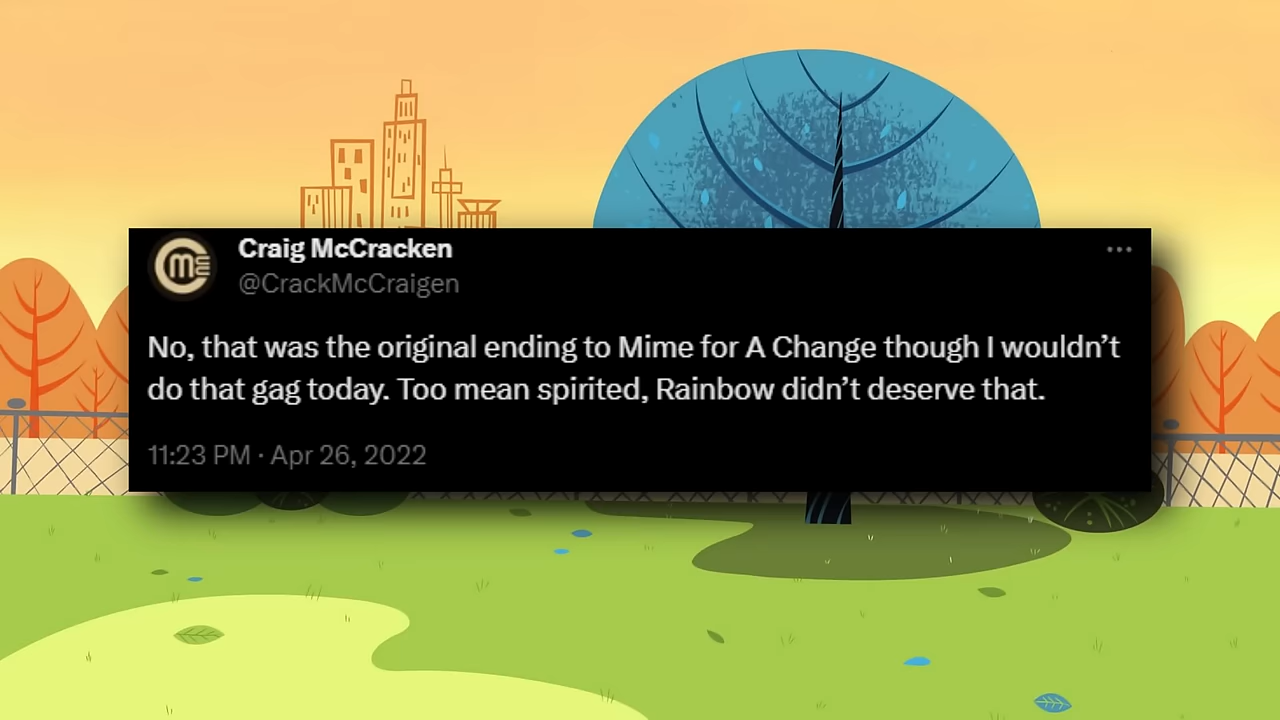 Craig McCracken
@CrackMcCraigen
No, that was the original ending to Mime for A Change though I wouldn’t
do that gag today. Too mean spirited, Rainbow didn’t deserve that.
11:23 PM · Apr 26, 2022